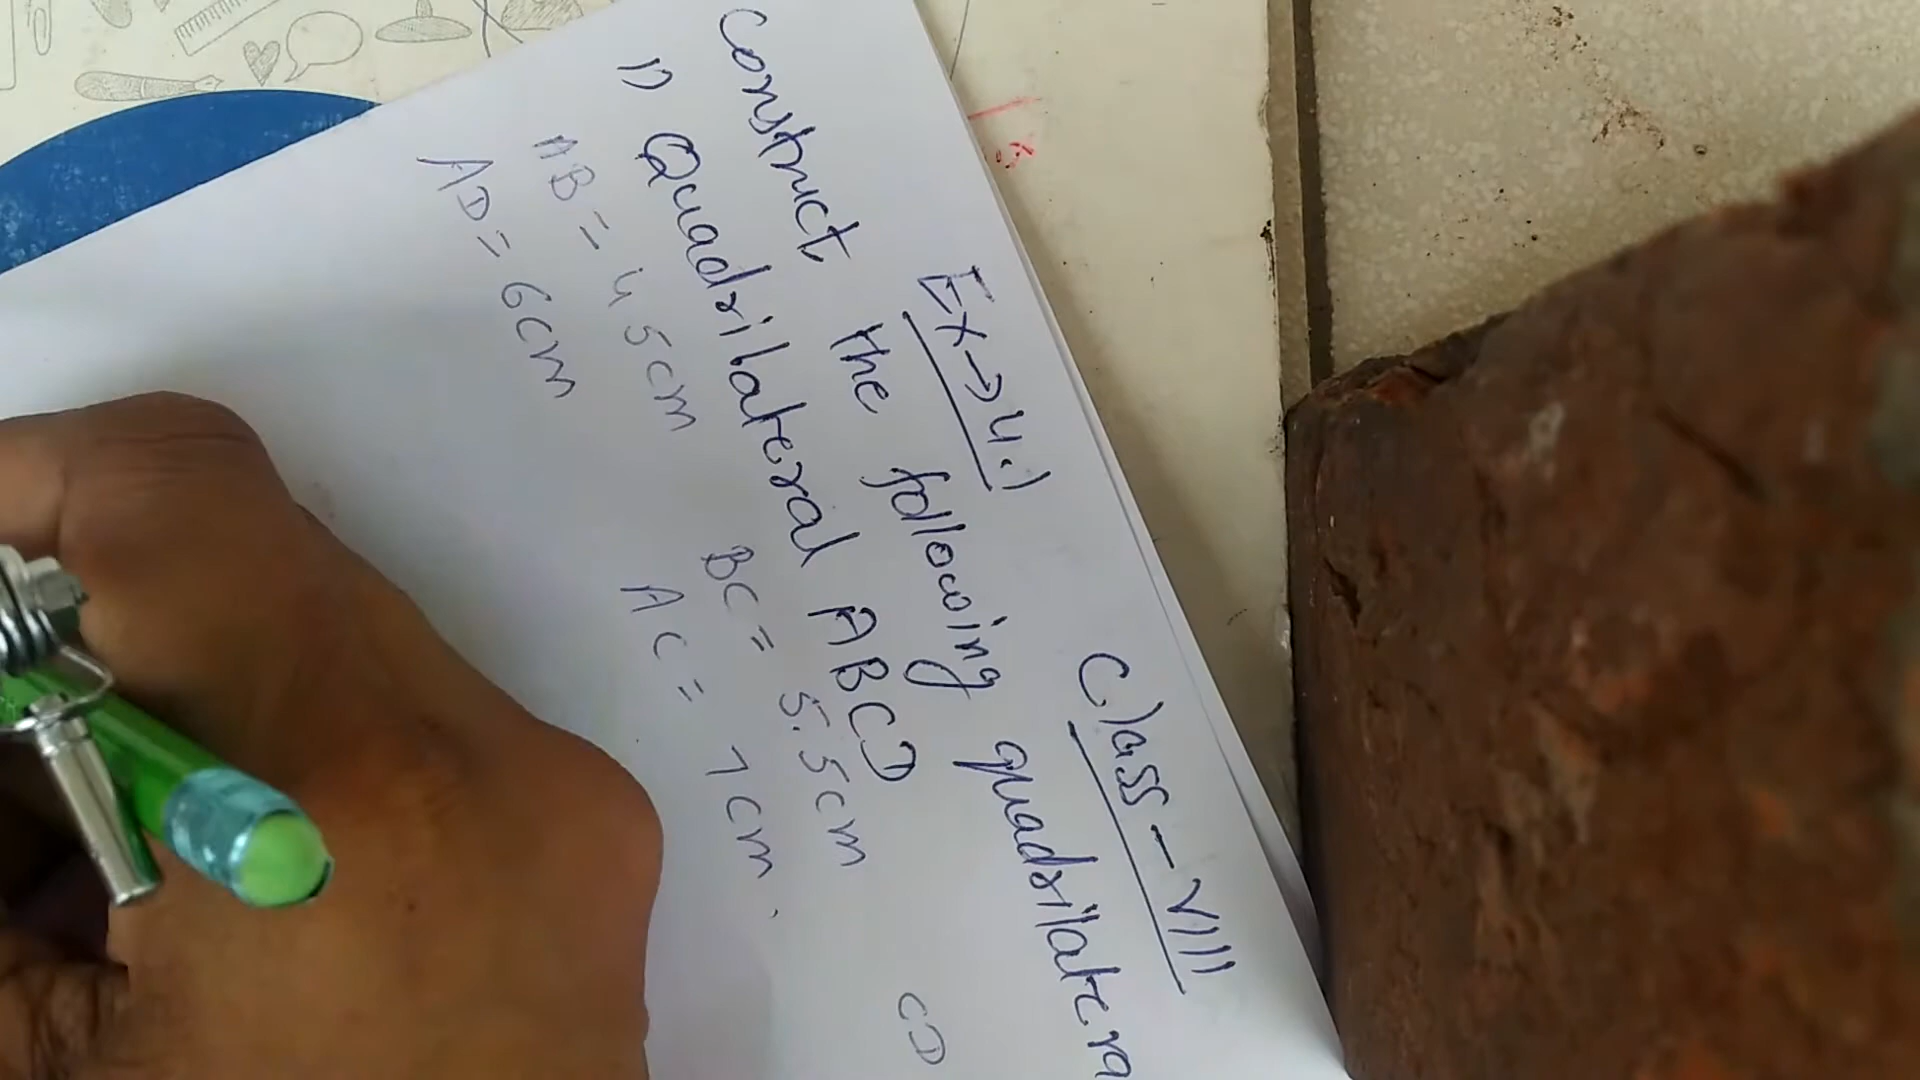 Class - VIII
Ex → 4.1
Construct the following quadrilatera
1) Quadrilateral ABCD
AB = 4 5cm BC = 5.5cm CD
AD = 6cm AC = 7cm.